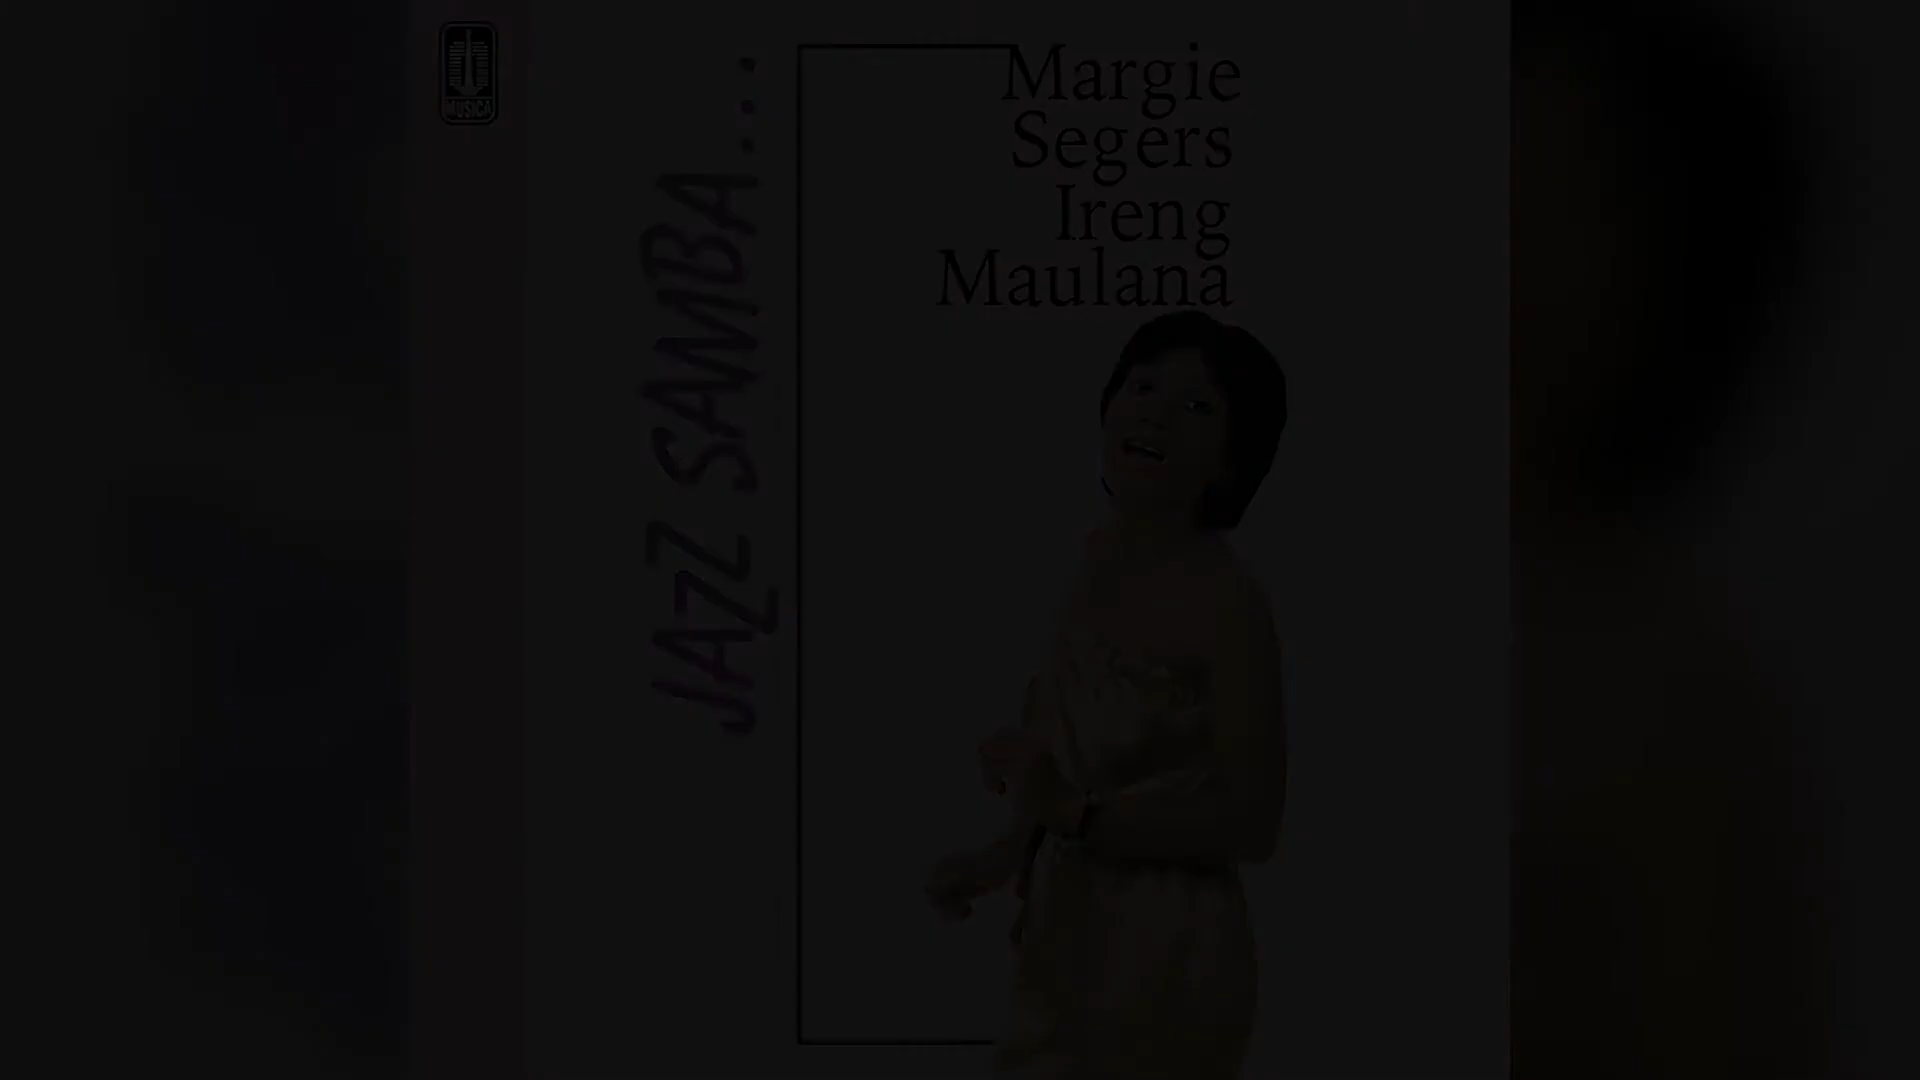 MUSICA
JAZZ SAMBA...
Margie
Segers
Ireng
Maulana